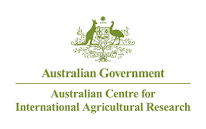 Australian Government
Australian Centre for
International Agricultural Research